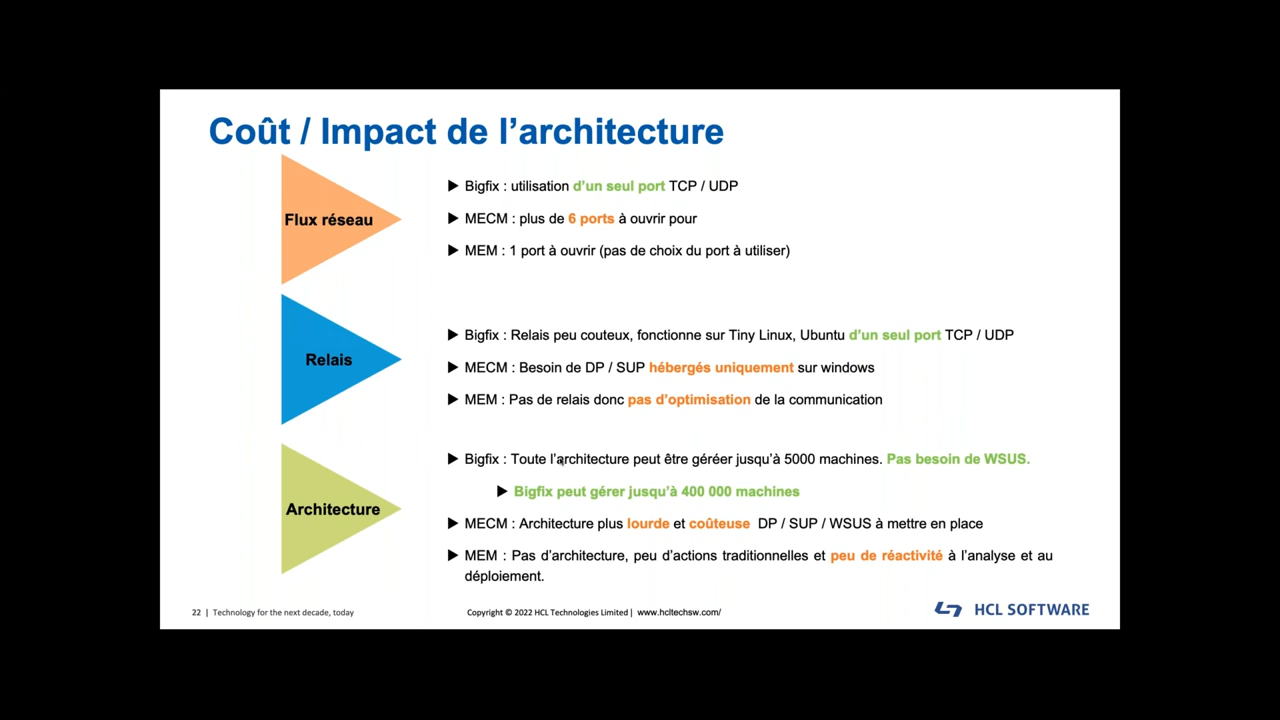 Coût / Impact de l’architecture
Flux réseau
▶ Bigfix : utilisation d’un seul port TCP / UDP
▶ MECM : plus de 6 ports à ouvrir pour
▶ MEM : 1 port à ouvrir (pas de choix du port à utiliser)
Relais
▶ Bigfix : Relais peu couteux, fonctionne sur Tiny Linux, Ubuntu d’un seul port TCP / UDP
▶ MECM : Besoin de DP / SUP hébergés uniquement sur windows
▶ MEM : Pas de relais donc pas d’optimisation de la communication
Architecture
▶ Bigfix : Toute l’architecture peut être géréer jusqu’à 5000 machines. Pas besoin de WSUS.
▶ Bigfix peut gérer jusqu’à 400 000 machines
▶ MECM : Architecture plus lourde et coûteuse DP / SUP / WSUS à mettre en place
▶ MEM : Pas d’architecture, peu d’actions traditionnelles et peu de réactivité à l’analyse et au
déploiement.
22 | Technology for the next decade, today
Copyright © 2022 HCL Technologies Limited | www.hcltechsw.com/
HCL SOFTWARE